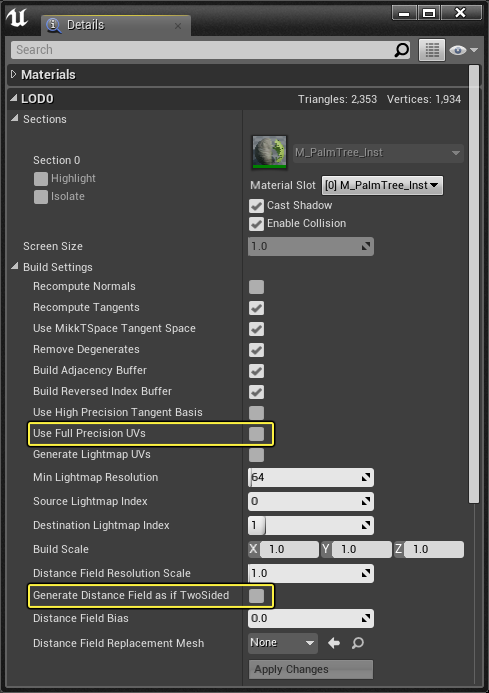 Details
Search
Materials
LOD0 Triangles: 2,353 Vertices: 1,934
Sections
M_PalmTree_Inst
Section 0
Highlight
Isolate
Material Slot [0] M_PalmTree_Inst
Cast Shadow
Enable Collision
Screen Size 1.0
Build Settings
Recompute Normals
Recompute Tangents
Use MikkTSpace Tangent Space
Remove Degenerates
Build Adjacency Buffer
Build Reversed Index Buffer
Use High Precision Tangent Basis
Use Full Precision UVs
Generate Lightmap UVs
Min Lightmap Resolution 64
Source Lightmap Index 0
Destination Lightmap Index 1
Build Scale X 1.0 Y 1.0 Z 1.0
Distance Field Resolution Scale 1.0
Generate Distance Field as if TwoSided
Distance Field Bias 0.0
Distance Field Replacement Mesh None
Apply Changes